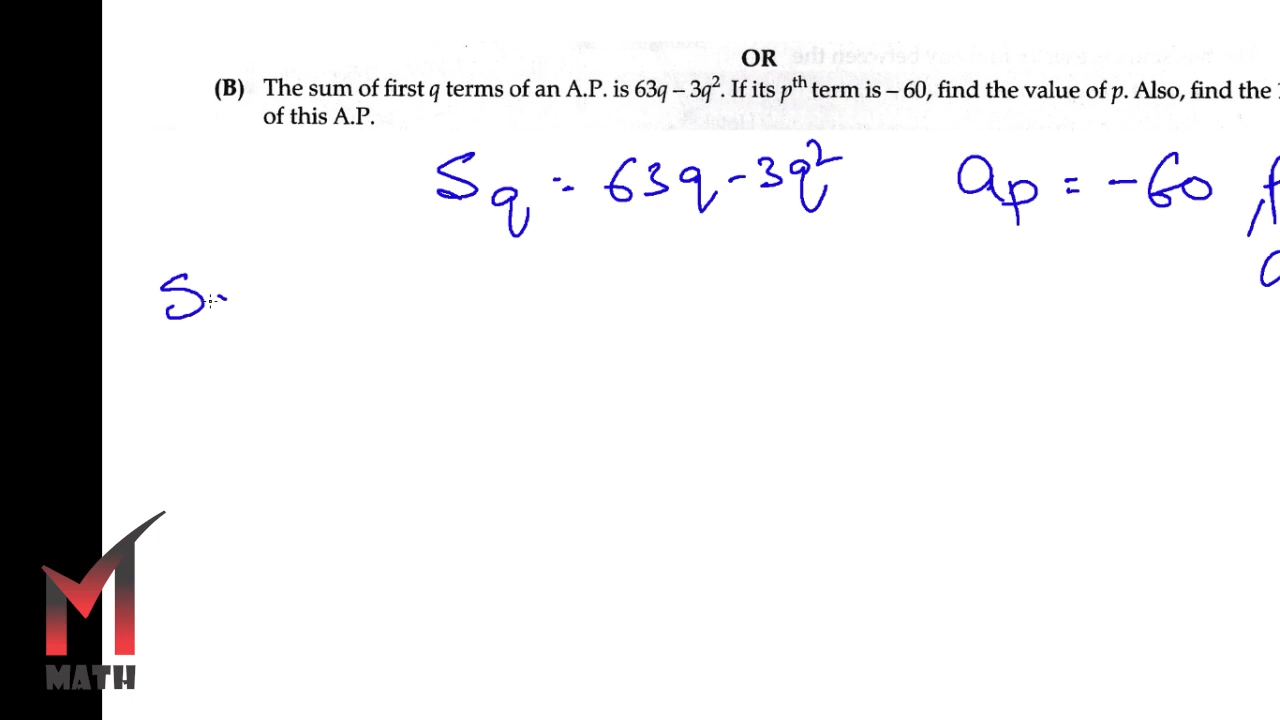 OR
(B) The sum of first q terms of an A.P. is 63q – 3q². If its pᵗʰ term is – 60, find the value of p. Also, find the
of this A.P.
Sq = 63q - 3q² ap = -60 ,
S
MATH